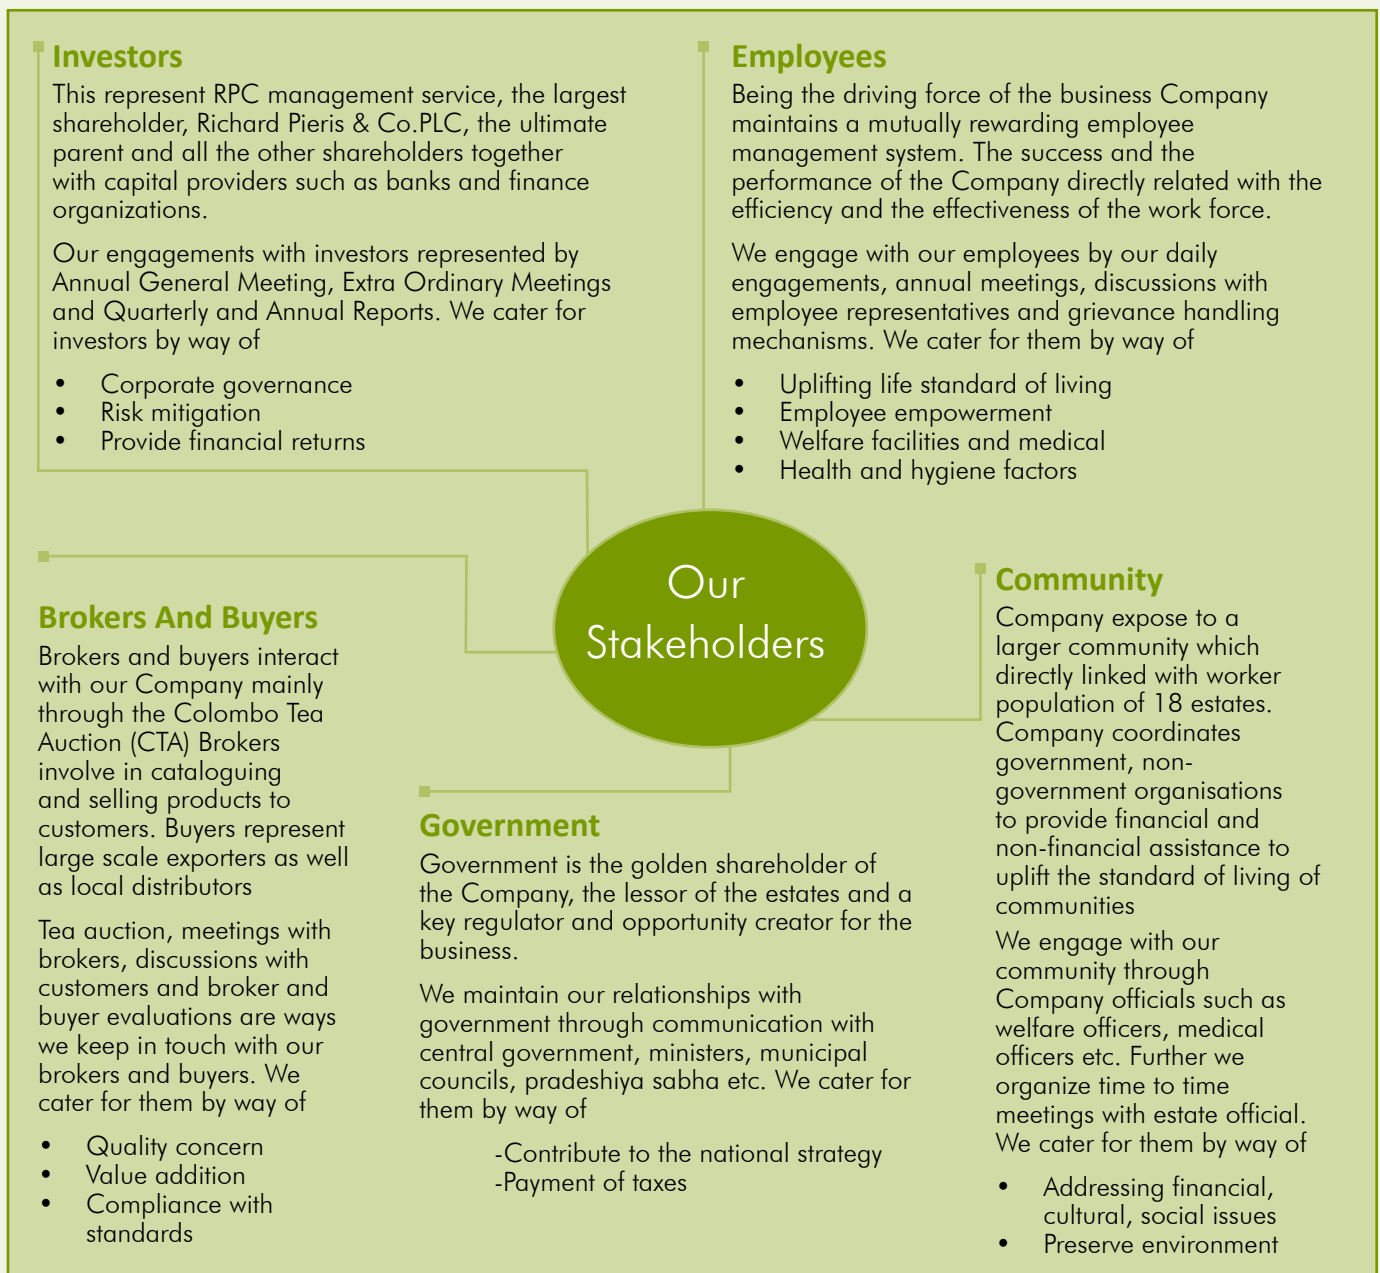 Investors
This represent RPC management service, the largest
shareholder, Richard Pieris & Co.PLC, the ultimate
parent and all the other shareholders together
with capital providers such as banks and finance
organizations.
Our engagements with investors represented by
Annual General Meeting, Extra Ordinary Meetings
and Quarterly and Annual Reports. We cater for
investors by way of
• Corporate governance
• Risk mitigation
• Provide financial returns
Employees
Being the driving force of the business Company
maintains a mutually rewarding employee
management system. The success and the
performance of the Company directly related with the
efficiency and the effectiveness of the work force.
We engage with our employees by our daily
engagements, annual meetings, discussions with
employee representatives and grievance handling
mechanisms. We cater for them by way of
• Uplifting life standard of living
• Employee empowerment
• Welfare facilities and medical
• Health and hygiene factors
Our
Stakeholders
Brokers And Buyers
Brokers and buyers interact
with our Company mainly
through the Colombo Tea
Auction (CTA) Brokers
involve in cataloguing
and selling products to
customers. Buyers represent
large scale exporters as well
as local distributors
Tea auction, meetings with
brokers, discussions with
customers and broker and
buyer evaluations are ways
we keep in touch with our
brokers and buyers. We
cater for them by way of
• Quality concern
• Value addition
• Compliance with
standards
Government
Government is the golden shareholder of
the Company, the lessor of the estates and a
key regulator and opportunity creator for the
business.
We maintain our relationships with
government through communication with
central government, ministers, municipal
councils, pradeshiya sabha etc. We cater for
them by way of
-Contribute to the national strategy
-Payment of taxes
Community
Company expose to a
larger community which
directly linked with worker
population of 18 estates.
Company coordinates
government, non-
government organisations
to provide financial and
non-financial assistance to
uplift the standard of living of
communities
We engage with our
community through
Company officials such as
welfare officers, medical
officers etc. Further we
organize time to time
meetings with estate official.
We cater for them by way of
• Addressing financial,
cultural, social issues
• Preserve environment